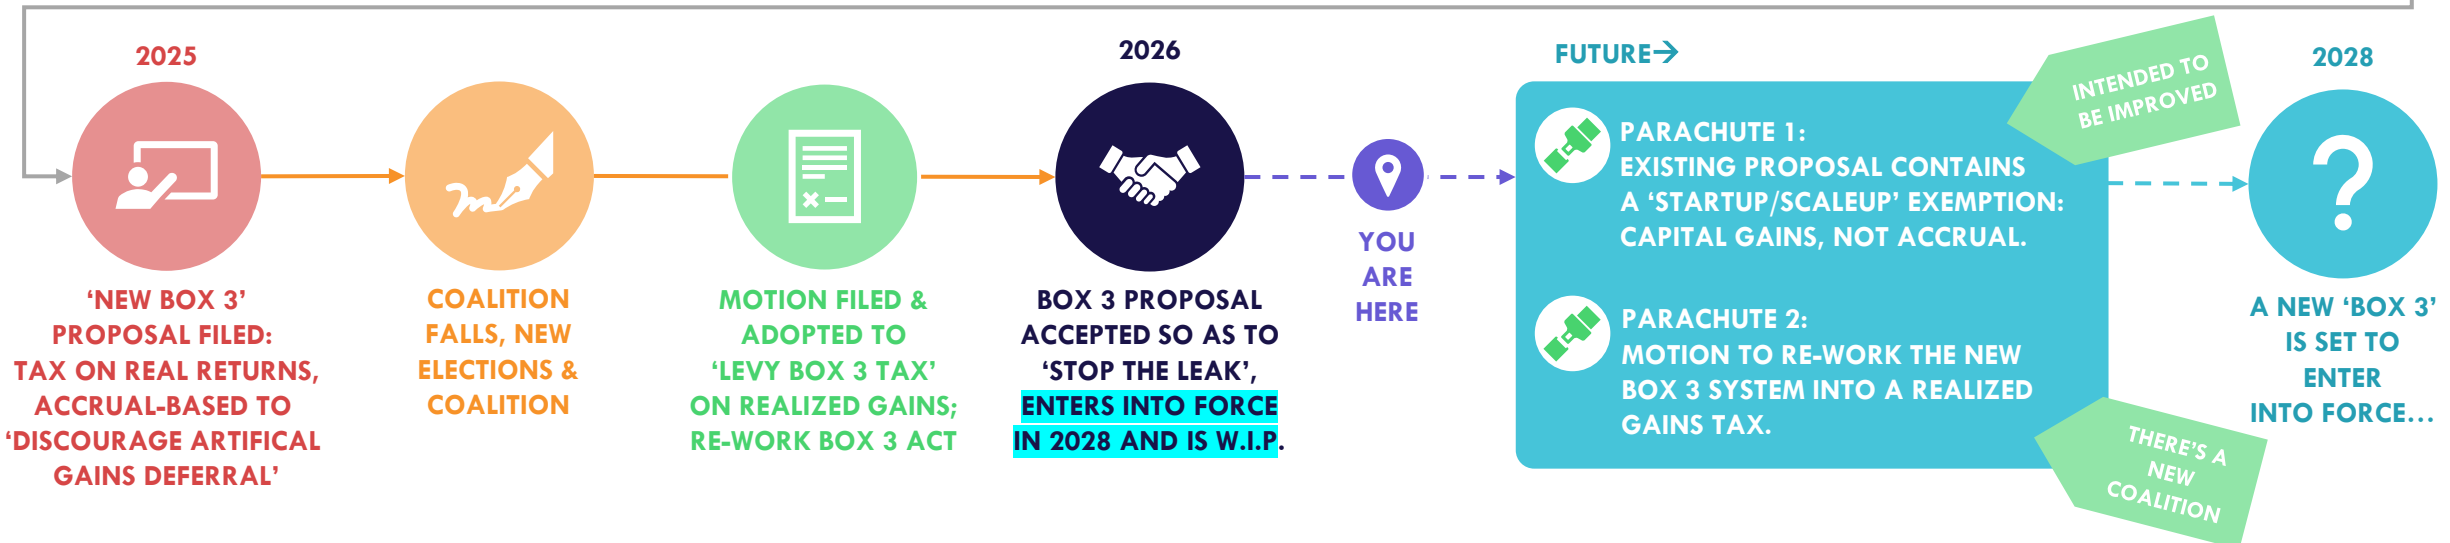 2025
‘NEW BOX 3’
PROPOSAL FILED:
TAX ON REAL RETURNS,
ACCRUAL-BASED TO
‘DISCOURAGE ARTIFICAL
GAINS DEFERRAL’
COALITION
FALLS, NEW
ELECTIONS &
COALITION
MOTION FILED &
ADOPTED TO
‘LEVY BOX 3 TAX’
ON REALIZED GAINS;
RE-WORK BOX 3 ACT
2026
BOX 3 PROPOSAL
ACCEPTED SO AS TO
‘STOP THE LEAK’,
ENTERS INTO FORCE
IN 2028 AND IS W.I.P.
YOU
ARE
HERE
FUTURE→
PARACHUTE 1:
EXISTING PROPOSAL CONTAINS
A ‘STARTUP/SCALEUP’ EXEMPTION:
CAPITAL GAINS, NOT ACCRUAL.
INTENDED TO
BE IMPROVED
PARACHUTE 2:
MOTION TO RE-WORK THE NEW
BOX 3 SYSTEM INTO A REALIZED
GAINS TAX.
THERE’S A
NEW
COALITION
2028
?
A NEW ‘BOX 3’
IS SET TO
ENTER
INTO FORCE…